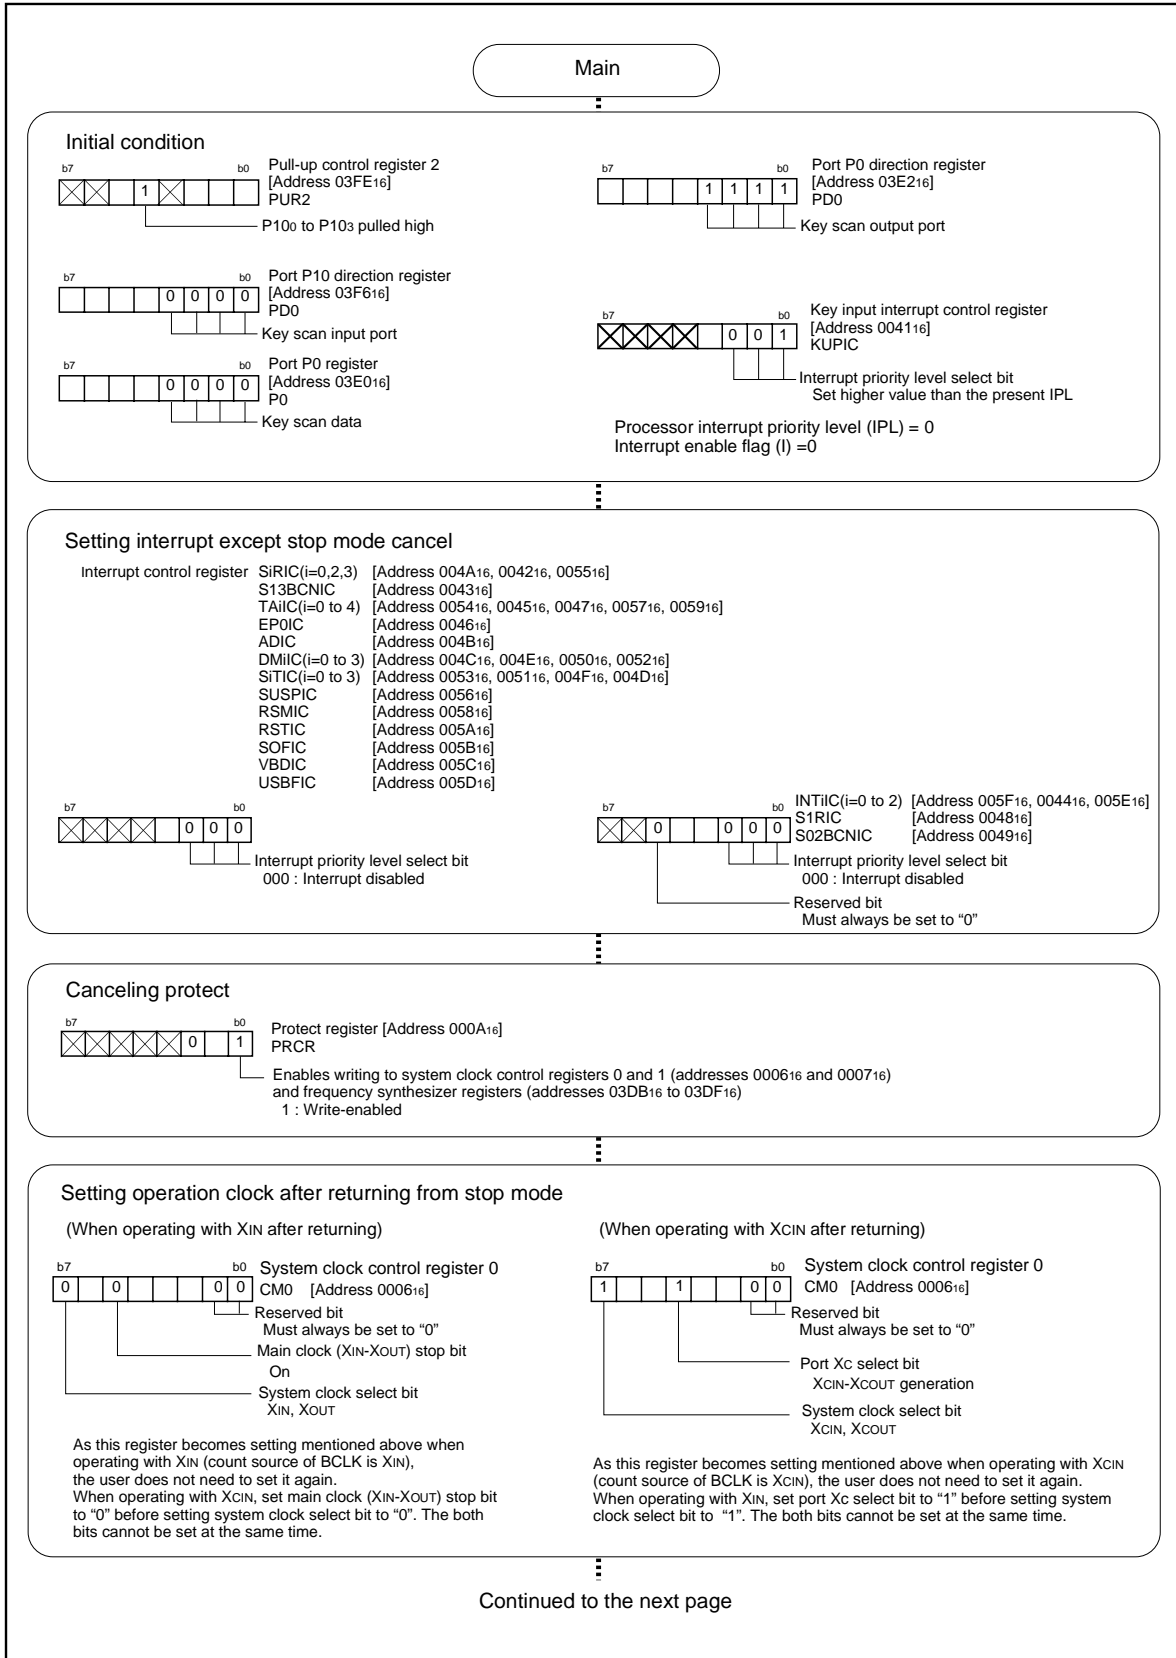 Main
Initial condition
b7 b0 Pull-up control register 2
[Address 03FE16]
1 PUR2
P100 to P103 pulled high
b7 b0 Port P0 direction register
[Address 03E216]
1 1 1 1 PD0
Key scan output port
b7 b0 Port P10 direction register
[Address 03F616]
0 0 0 0 PD0
Key scan input port
b7 b0 Key input interrupt control register
[Address 004116]
0 0 1 KUPIC
Interrupt priority level select bit
Set higher value than the present IPL
b7 b0 Port P0 register
[Address 03E016]
0 0 0 0 P0
Key scan data
Processor interrupt priority level (IPL) = 0
Interrupt enable flag (I) =0
Setting interrupt except stop mode cancel
Interrupt control register SiRIC(i=0,2,3) [Address 004A16, 004216, 005516]
S13BCNIC [Address 004316]
TAiIC(i=0 to 4) [Address 005416, 004516, 004716, 005716, 005916]
EP0IC [Address 004616]
ADIC [Address 004B16]
DMiIC(i=0 to 3) [Address 004C16, 004E16, 005016, 005216]
SiTIC(i=0 to 3) [Address 005316, 005116, 004F16, 004D16]
SUSPIC [Address 005616]
RSMIC [Address 005816]
RSTIC [Address 005A16]
SOFIC [Address 005B16]
VBDIC [Address 005C16]
USBFIC [Address 005D16]
b7 b0
0 0 0
Interrupt priority level select bit
000 : Interrupt disabled
b7 b0 INTiIC(i=0 to 2) [Address 005F16, 004416, 005E16]
S1RIC [Address 004816]
0 0 0 0 S02BCNIC [Address 004916]
Interrupt priority level select bit
000 : Interrupt disabled
Reserved bit
Must always be set to “0”
Canceling protect
b7 b0
Protect register [Address 000A16]
0 1 PRCR
Enables writing to system clock control registers 0 and 1 (addresses 000616 and 000716)
and frequency synthesizer registers (addresses 03DB16 to 03DF16)
1 : Write-enabled
Setting operation clock after returning from stop mode
(When operating with XIN after returning)
b7 b0 System clock control register 0
0 0 0 0 CM0 [Address 000616]
Reserved bit
Must always be set to “0”
Main clock (XIN-XOUT) stop bit
On
System clock select bit
XIN, XOUT
As this register becomes setting mentioned above when
operating with XIN (count source of BCLK is XIN),
the user does not need to set it again.
When operating with XCIN, set main clock (XIN-XOUT) stop bit
to “0” before setting system clock select bit to “0”. The both
bits cannot be set at the same time.
(When operating with XCIN after returning)
b7 b0 System clock control register 0
1 1 0 0 CM0 [Address 000616]
Reserved bit
Must always be set to “0”
Port XC select bit
XCIN-XCOUT generation
System clock select bit
XCIN, XCOUT
As this register becomes setting mentioned above when operating with XCIN
(count source of BCLK is XCIN), the user does not need to set it again.
When operating with XIN, set port Xc select bit to “1” before setting system
clock select bit to “1”. The both bits cannot be set at the same time.
Continued to the next page